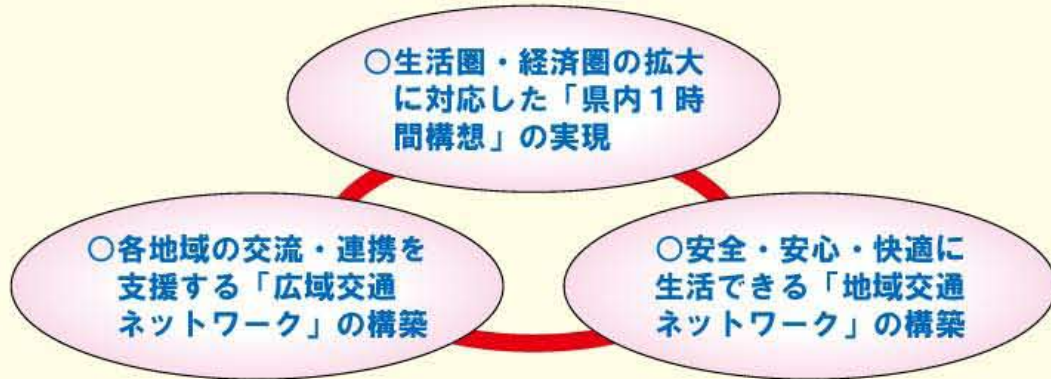 ○生活圏・経済圏の拡大
に対応した「県内1時
間構想」の実現
○各地域の交流・連携を
支援する「広域交通
ネットワーク」の構築
○安全・安心・快適に
生活できる「地域交通
ネットワーク」の構築